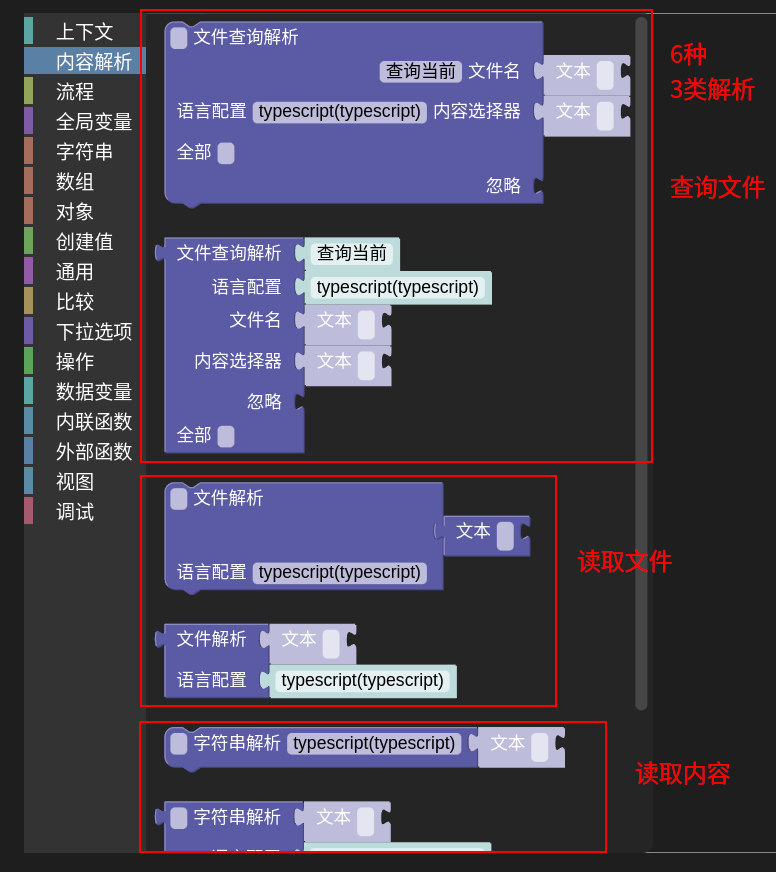 上下文
内容解析
流程
全局变量
字符串
数组
对象
创建值
通用
比较
下拉选项
操作
数据变量
内联函数
外部函数
视图
调试
文件查询解析
查询当前 文件名 文本
语言配置 typescript(typescript) 内容选择器 文本
全部
忽略
文件查询解析 查询当前
语言配置 typescript(typescript)
文件名 文本
内容选择器 文本
忽略
全部
6种
3类解析
查询文件
文件解析
文本
语言配置 typescript(typescript)
文件解析 文本
语言配置 typescript(typescript)
读取文件
字符串解析 typescript(typescript) 文本
字符串解析 文本
读取内容